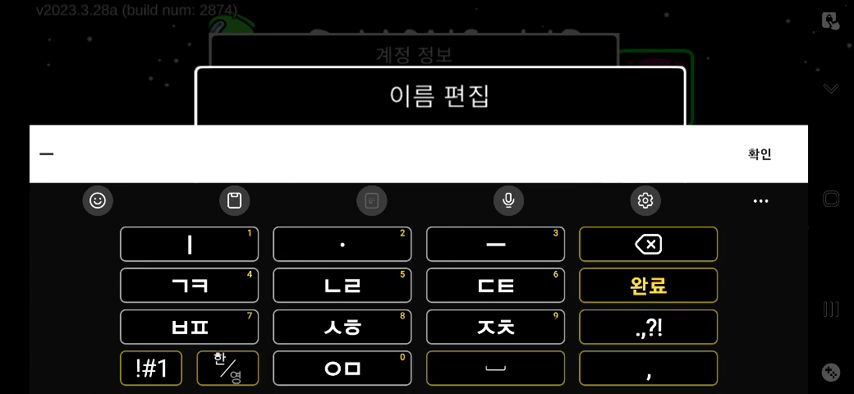 v2023.3.28a (build num: 2874)
계정 정보
이름 편집
ㅡ
확인
ㅣ 1
· 2
ㅡ 3
ㄱㅋ 4
ㄴㄹ 5
ㄷㅌ 6
완료
ㅂㅍ 7
ㅅㅎ 8
ㅈㅊ 9
.,?!
!#1
한/영
ㅇㅁ 0
,